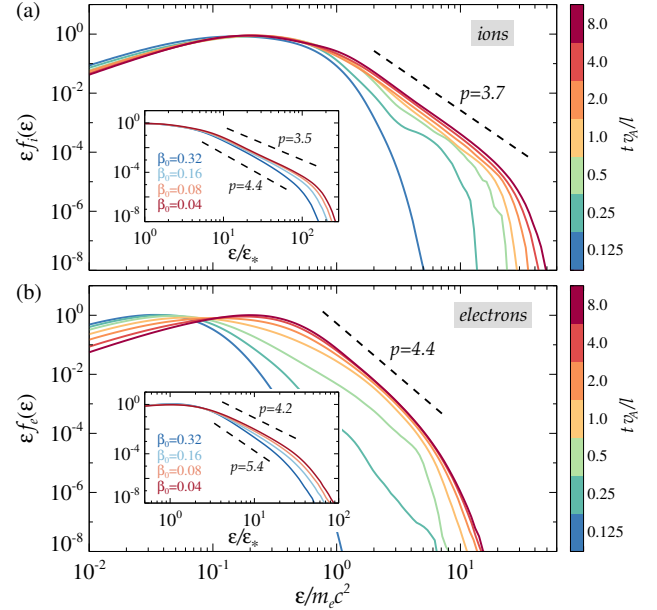 (a)
ions
p=3.7
εf_i(ε)
10^0
10^-2
10^-4
10^-6
10^-8
p=3.5
p=4.4
β_0=0.32
β_0=0.16
β_0=0.08
β_0=0.04
10^0
10^-4
10^-8
10^0
10^1
10^2
ε/ε_*
8.0
4.0
2.0
1.0
0.5
0.25
0.125
t v_A/l
(b)
electrons
p=4.4
εf_e(ε)
10^0
10^-2
10^-4
10^-6
10^-8
p=4.2
p=5.4
β_0=0.32
β_0=0.16
β_0=0.08
β_0=0.04
10^0
10^-4
10^-8
10^0
10^1
10^2
ε/ε_*
10^-2
10^-1
10^0
10^1
ε/m_ec^2
8.0
4.0
2.0
1.0
0.5
0.25
0.125
t v_A/l